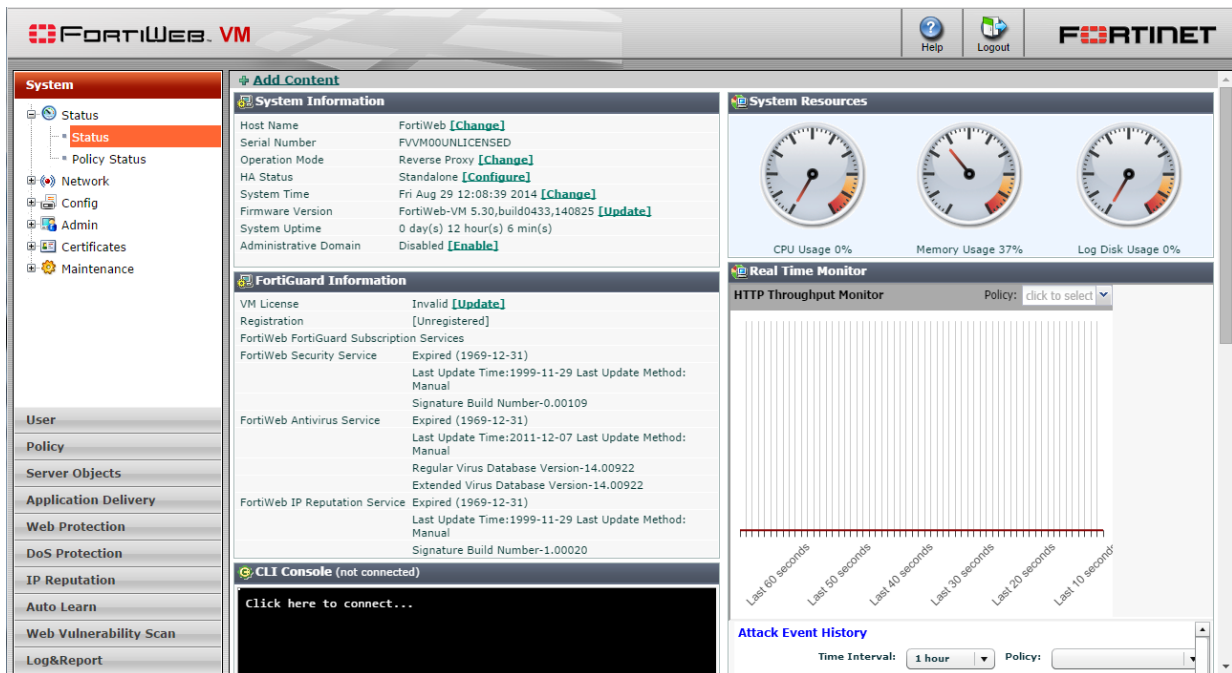 FORTIWEB VM
Help
Logout
FORTINET
System
Status
Status
Policy Status
Network
Config
Admin
Certificates
Maintenance
User
Policy
Server Objects
Application Delivery
Web Protection
DoS Protection
IP Reputation
Auto Learn
Web Vulnerability Scan
Log&Report
Add Content
System Information
Host Name FortiWeb [Change]
Serial Number FVVM00UNLICENSED
Operation Mode Reverse Proxy [Change]
HA Status Standalone [Configure]
System Time Fri Aug 29 12:08:39 2014 [Change]
Firmware Version FortiWeb-VM 5.30,build0433,140825 [Update]
System Uptime 0 day(s) 12 hour(s) 6 min(s)
Administrative Domain Disabled [Enable]
FortiGuard Information
VM License Invalid [Update]
Registration [Unregistered]
FortiWeb FortiGuard Subscription Services
FortiWeb Security Service Expired (1969-12-31)
Last Update Time:1999-11-29 Last Update Method:
Manual
Signature Build Number-0.00109
FortiWeb Antivirus Service Expired (1969-12-31)
Last Update Time:2011-12-07 Last Update Method:
Manual
Regular Virus Database Version-14.00922
Extended Virus Database Version-14.00922
FortiWeb IP Reputation Service Expired (1969-12-31)
Last Update Time:1999-11-29 Last Update Method:
Manual
Signature Build Number-1.00020
CLI Console (not connected)
Click here to connect...
System Resources
CPU Usage 0%
Memory Usage 37%
Log Disk Usage 0%
Real Time Monitor
HTTP Throughput Monitor Policy: click to select
Last 60 seconds
Last 50 seconds
Last 40 seconds
Last 30 seconds
Last 20 seconds
Last 10 second
Attack Event History
Time Interval: 1 hour Policy: